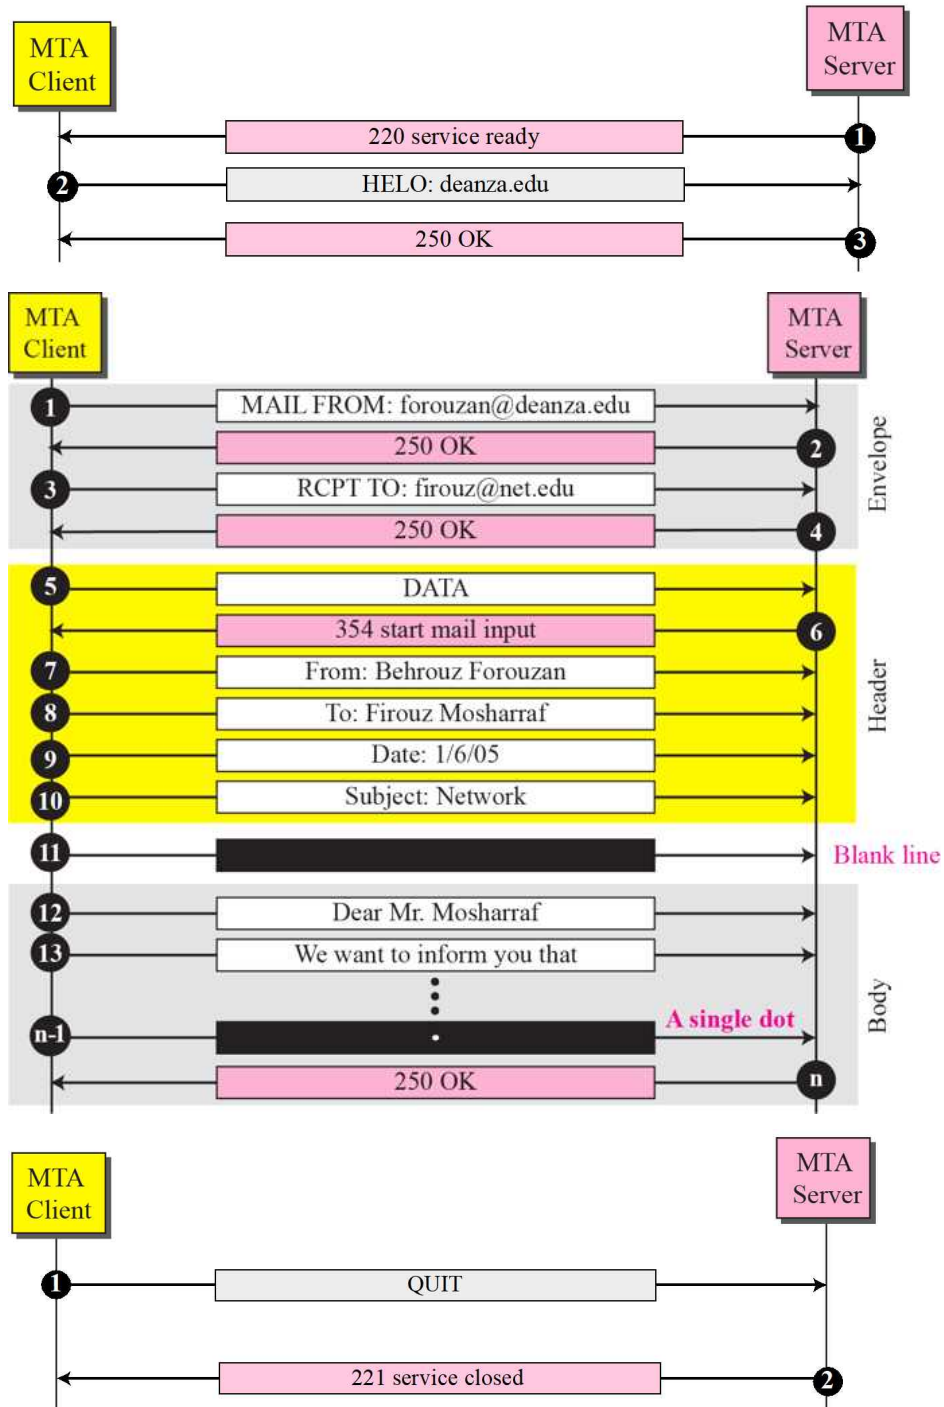 MTA
Client
MTA
Server
220 service ready
1
2
HELO: deanza.edu
250 OK
3
MTA
Client
MTA
Server
1
MAIL FROM: forouzan@deanza.edu
250 OK
2
3
RCPT TO: firouz@net.edu
250 OK
4
Envelope
5
DATA
354 start mail input
6
7
From: Behrouz Forouzan
8
To: Firouz Mosharraf
9
Date: 1/6/05
10
Subject: Network
Header
11
Blank line
12
Dear Mr. Mosharraf
13
We want to inform you that
n-1
.
A single dot
250 OK
n
Body
MTA
Client
MTA
Server
1
QUIT
221 service closed
2